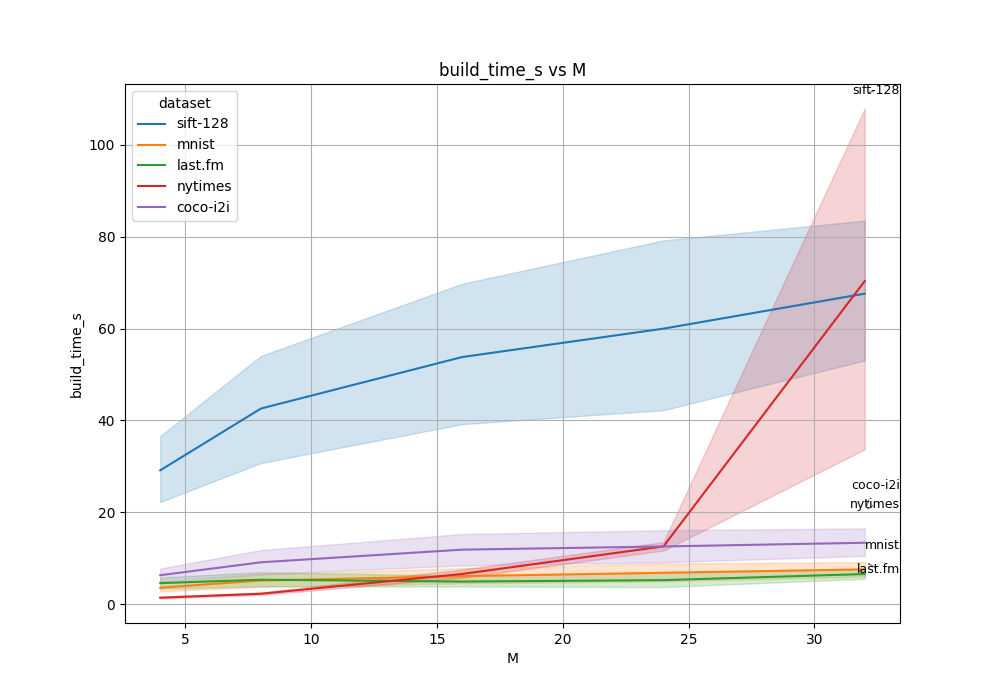 build_time_s vs M
sift-128
dataset
sift-128
mnist
last.fm
nytimes
coco-i2i
100
80
60
40
20
0
build_time_s
coco-i2i
nytimes
mnist
last.fm
5
10
15
20
25
30
M